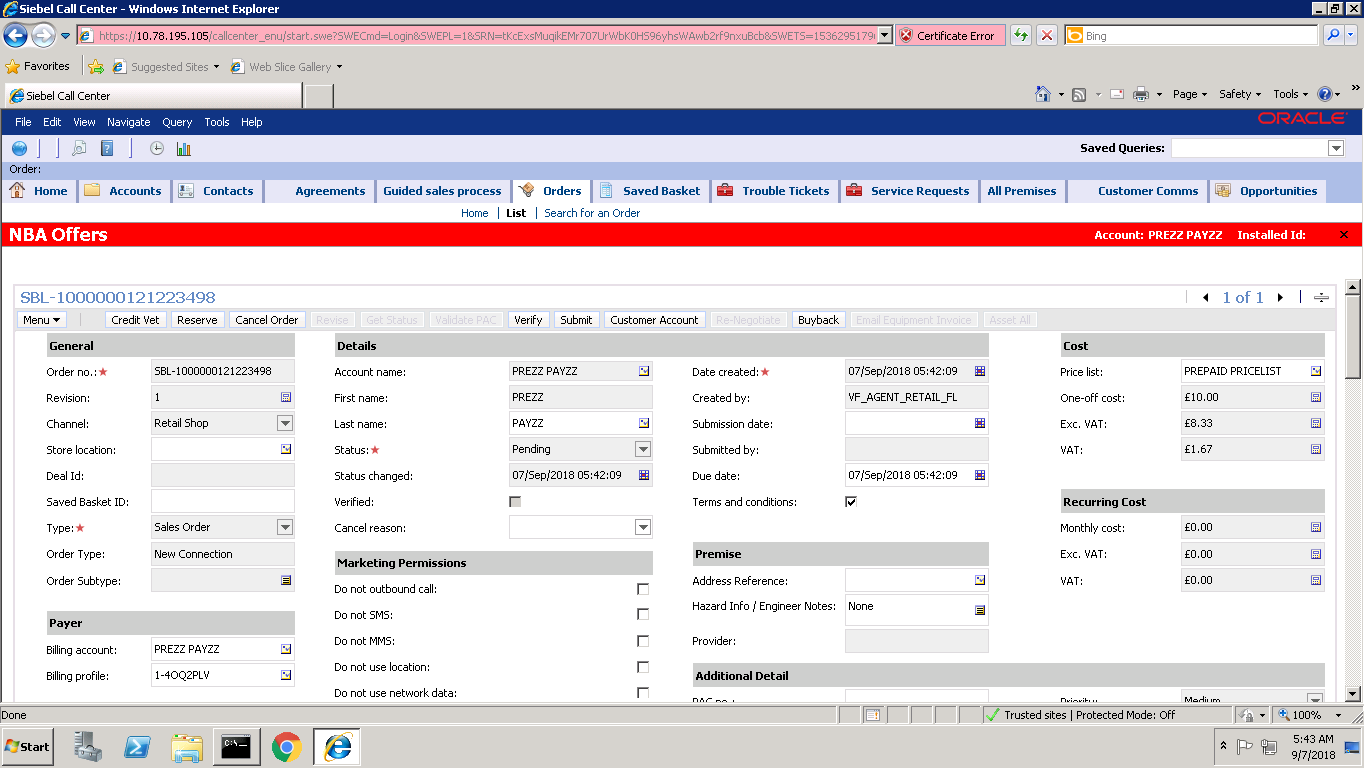 Siebel Call Center - Windows Internet Explorer
https://10.78.195.105/callcenter_enu/start.swe?SWECmd=Login&SWEPL=1&SRN=
Certificate Error
Bing
Favorites
Suggested Sites
Web Slice Gallery
Siebel Call Center
Page
Safety
Tools
File Edit View Navigate Query Tools Help
ORACLE
Saved Queries:
Order:
Home Accounts Contacts Agreements Guided sales process Orders Saved Basket Trouble Tickets Service Requests All Premises Customer Comms Opportunities
Home List Search for an Order
NBA Offers
Account: PREZZ PAYZZ Installed Id:
SBL-1000000121223498
1 of 1
Menu Credit Vet Reserve Cancel Order Revise Get Status Validate PAC Verify Submit Customer Account Re-Negotiate Buyback Email Equipment Invoice Asset All
General
Order no.: SBL-1000000121223498
Revision: 1
Channel: Retail Shop
Store location:
Deal Id:
Saved Basket ID:
Type: Sales Order
Order Type: New Connection
Order Subtype:
Payer
Billing account: PREZZ PAYZZ
Billing profile: 1-4OQ2PLV
Details
Account name: PREZZ PAYZZ
First name: PREZZ
Last name: PAYZZ
Status: Pending
Status changed: 07/Sep/2018 05:42:09
Verified:
Cancel reason:
Marketing Permissions
Do not outbound call:
Do not SMS:
Do not MMS:
Do not use location:
Do not use network data:
Date created: 07/Sep/2018 05:42:09
Created by: VF_AGENT_RETAIL_FL
Submission date:
Submitted by:
Due date: 07/Sep/2018 05:42:09
Terms and conditions:
Premise
Address Reference:
Hazard Info / Engineer Notes: None
Provider:
Additional Detail
Cost
Price list: PREPAID PRICELIST
One-off cost: £10.00
Exc. VAT: £8.33
VAT: £1.67
Recurring Cost
Monthly cost: £0.00
Exc. VAT: £0.00
VAT: £0.00
Priority: Medium
Done
Trusted sites | Protected Mode: Off
100%
Start
5:43 AM
9/7/2018